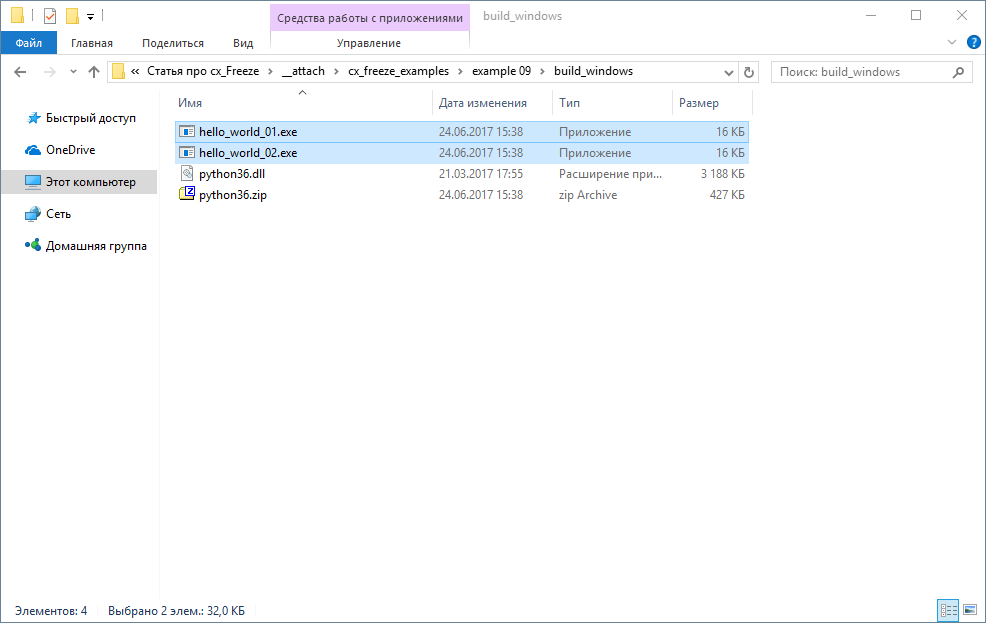 Средства работы с приложениями build_windows
Файл Главная Поделиться Вид Управление
« Статья про cx_Freeze › __attach › cx_freeze_examples › example 09 › build_windows Поиск: build_windows
Имя Дата изменения Тип Размер
Быстрый доступ
OneDrive
Этот компьютер
Сеть
Домашняя группа
hello_world_01.exe 24.06.2017 15:38 Приложение 16 КБ
hello_world_02.exe 24.06.2017 15:38 Приложение 16 КБ
python36.dll 21.03.2017 17:55 Расширение при... 3 188 КБ
python36.zip 24.06.2017 15:38 zip Archive 427 КБ
Элементов: 4 Выбрано 2 элем.: 32,0 КБ